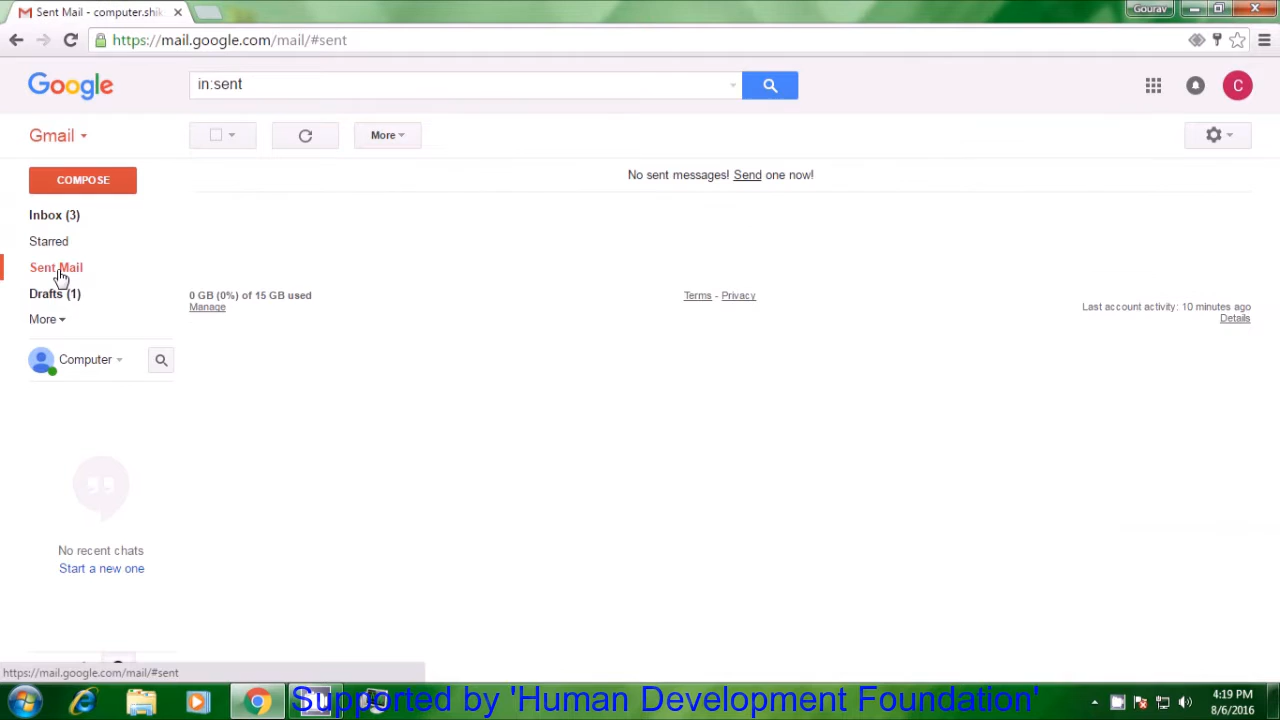 Sent Mail - computer.shik
Gourav
https://mail.google.com/mail/#sent
Google
in:sent
C
Gmail
More
COMPOSE
No sent messages! Send one now!
Inbox (3)
Starred
Sent Mail
Drafts (1)
More
0 GB (0%) of 15 GB used
Manage
Terms - Privacy
Last account activity: 10 minutes ago
Details
Computer
No recent chats
Start a new one
https://mail.google.com/mail/#sent
Supported by 'Human Development Foundation'
4:19 PM
8/6/2016